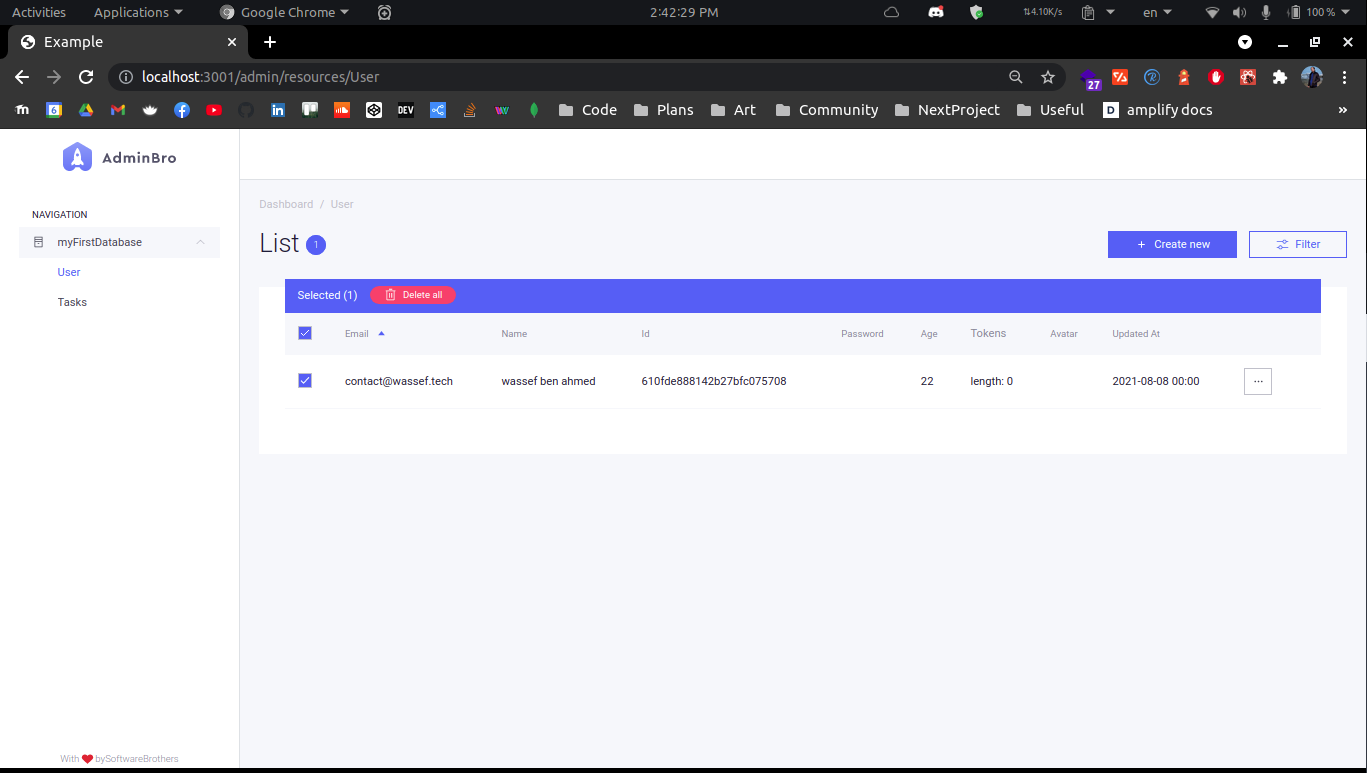 Activities Applications Google Chrome 2:42:29 PM 4.10K/s en 100 %
Example
localhost:3001/admin/resources/User 27
m 6 DEV Code Plans Art Community NextProject Useful D amplify docs »
AdminBro
Dashboard / User
NAVIGATION
myFirstDatabase
User
Tasks
List 1
+ Create new Filter
Selected (1) Delete all
Email Name Id Password Age Tokens Avatar Updated At
contact@wassef.tech wassef ben ahmed 610fde888142b27bfc075708 22 length: 0 2021-08-08 00:00 ...
With ❤ bySoftwareBrothers